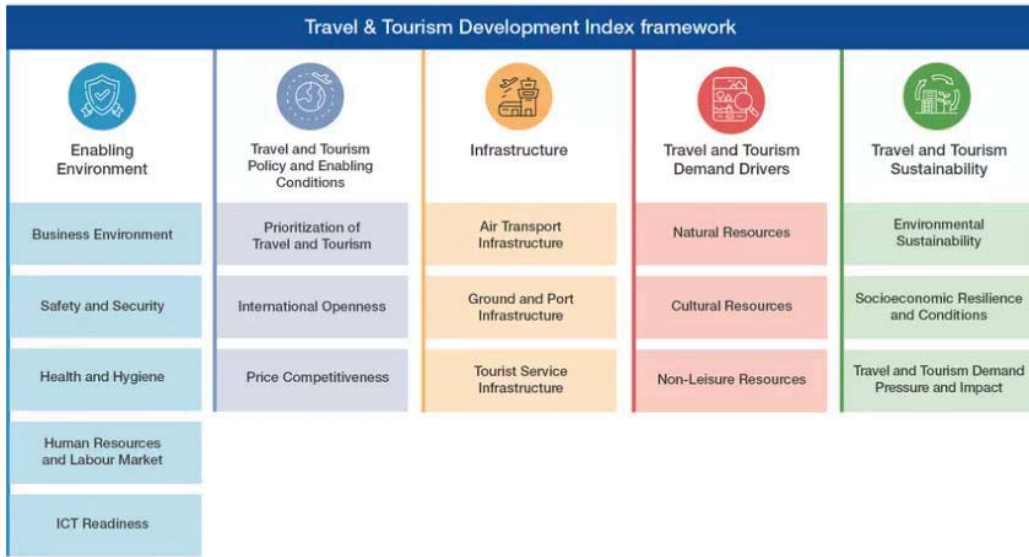 Travel & Tourism Development Index framework
Enabling
Environment
Business Environment
Safety and Security
Health and Hygiene
Human Resources
and Labour Market
ICT Readiness
Travel and Tourism
Policy and Enabling
Conditions
Prioritization of
Travel and Tourism
International Openness
Price Competitiveness
Infrastructure
Air Transport
Infrastructure
Ground and Port
Infrastructure
Tourist Service
Infrastructure
Travel and Tourism
Demand Drivers
Natural Resources
Cultural Resources
Non-Leisure Resources
Travel and Tourism
Sustainability
Environmental
Sustainability
Socioeconomic Resilience
and Conditions
Travel and Tourism Demand
Pressure and Impact